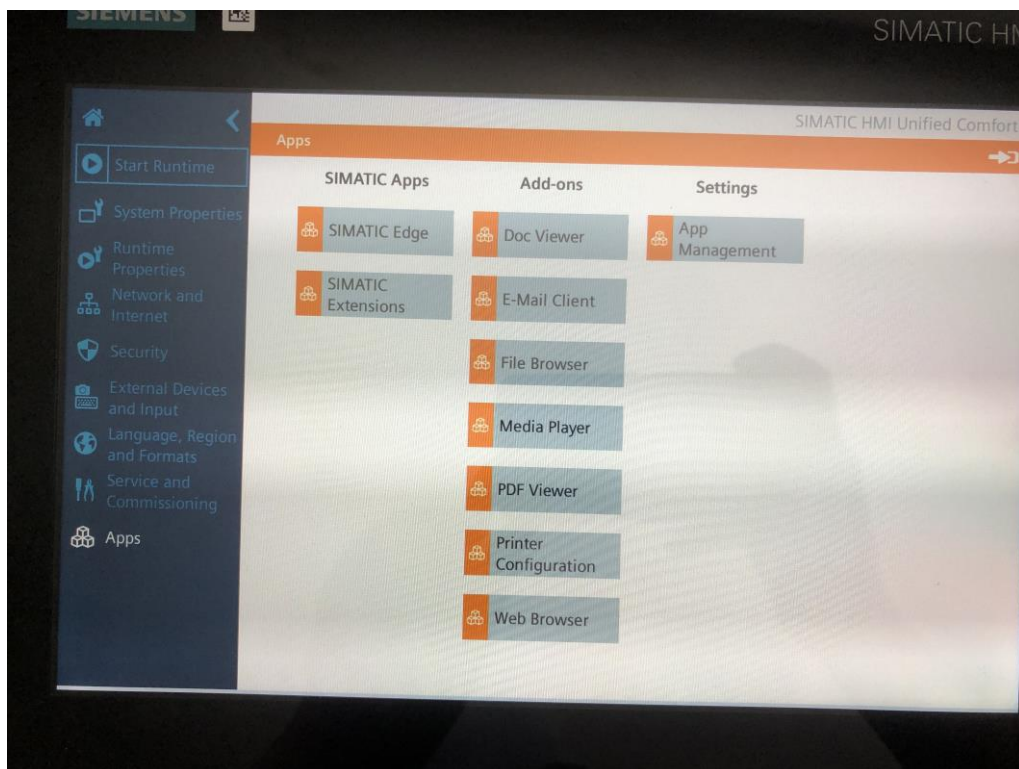 SIEMENS
SIMATIC HM
SIMATIC HMI Unified Comfort
Apps
Start Runtime
System Properties
Runtime
Properties
Network and
Internet
Security
External Devices
and Input
Language, Region
and Formats
Service and
Commissioning
Apps
SIMATIC Apps
SIMATIC Edge
SIMATIC
Extensions
Add-ons
Doc Viewer
E-Mail Client
File Browser
Media Player
PDF Viewer
Printer
Configuration
Web Browser
Settings
App
Management